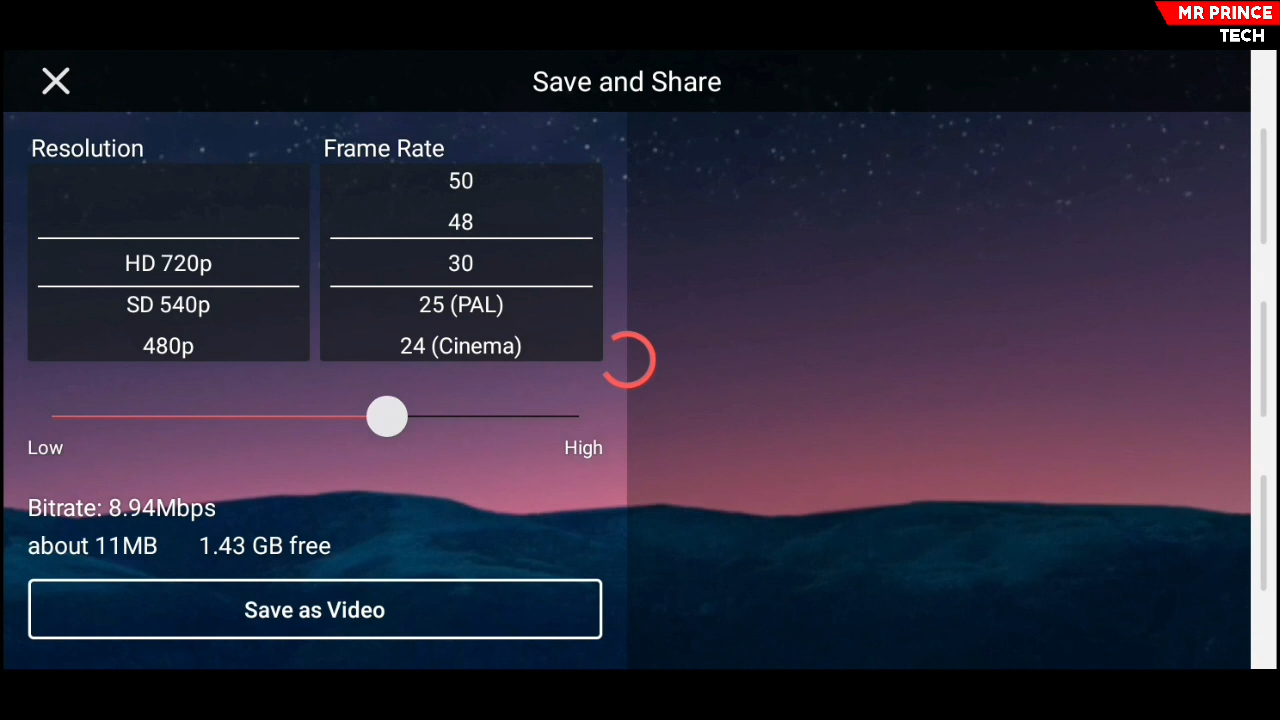 MR PRINCE
TECH
Save and Share
Resolution
Frame Rate
HD 720p
SD 540p
480p
50
48
30
25 (PAL)
24 (Cinema)
Low
High
Bitrate: 8.94Mbps
about 11MB 1.43 GB free
Save as Video